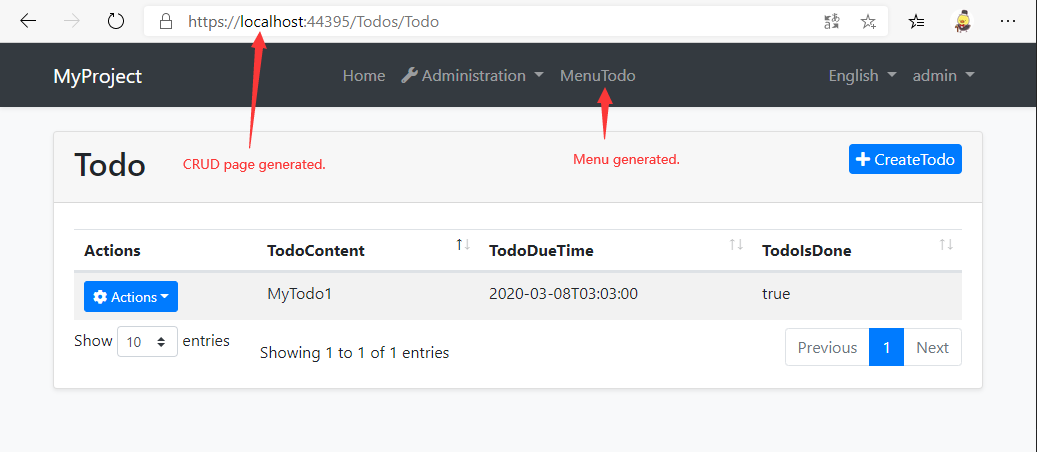 https://localhost:44395/Todos/Todo
MyProject Home Administration MenuTodo English admin
Todo CRUD page generated. Menu generated. CreateTodo
Actions TodoContent TodoDueTime TodoIsDone
Actions MyTodo1 2020-03-08T03:03:00 true
Show 10 entries Showing 1 to 1 of 1 entries Previous 1 Next